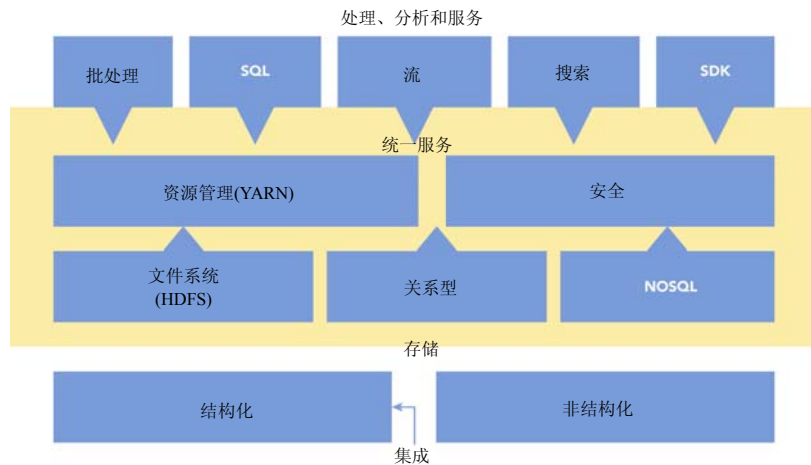 处理、分析和服务
批处理
SQL
流
搜索
SDK
统一服务
资源管理(YARN)
安全
文件系统
(HDFS)
关系型
NOSQL
存储
结构化
非结构化
集成